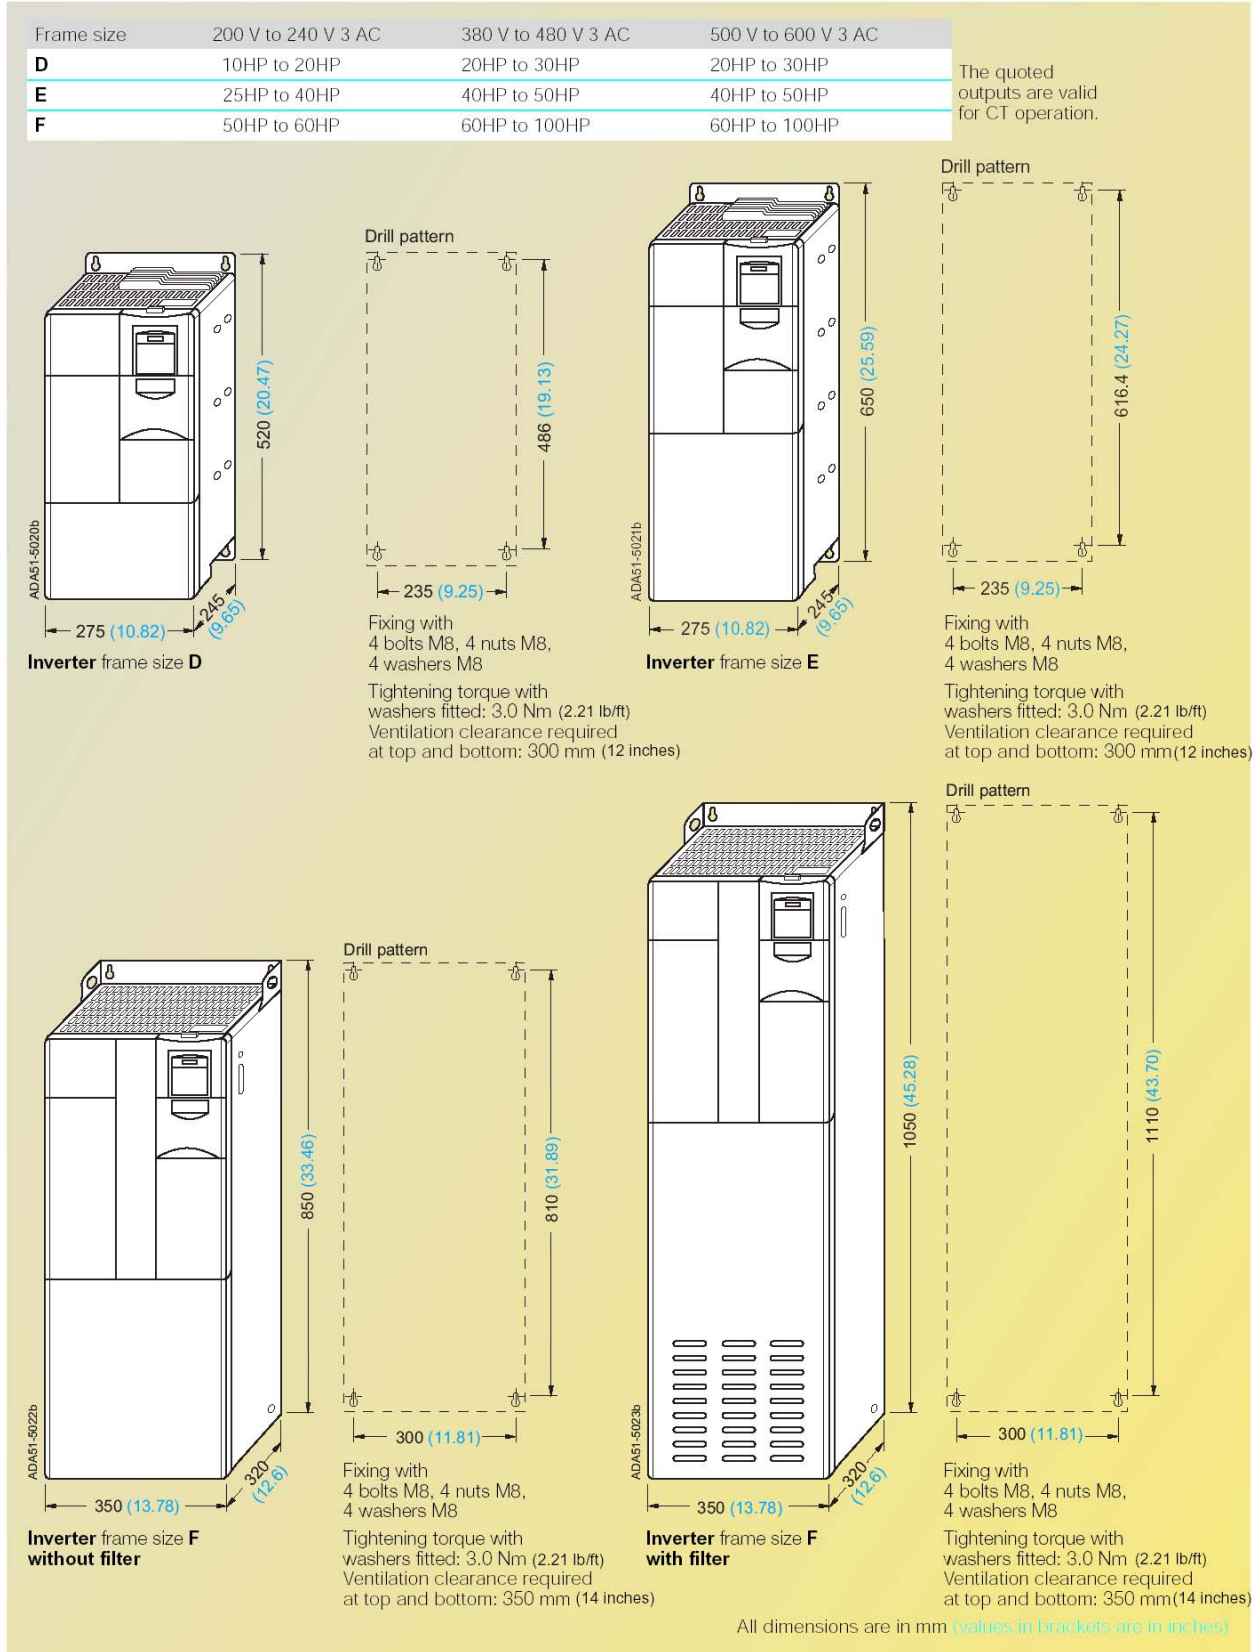 Frame size 200 V to 240 V 3 AC 380 V to 480 V 3 AC 500 V to 600 V 3 AC
D 10HP to 20HP 20HP to 30HP 20HP to 30HP
E 25HP to 40HP 40HP to 50HP 40HP to 50HP
F 50HP to 60HP 60HP to 100HP 60HP to 100HP
The quoted
outputs are valid
for CT operation.
Drill pattern
520 (20.47)
486 (19.13)
ADA51-5020b
275 (10.82)
245
(9.65)
235 (9.25)
Inverter frame size D
Fixing with
4 bolts M8, 4 nuts M8,
4 washers M8
Tightening torque with
washers fitted: 3.0 Nm (2.21 lb/ft)
Ventilation clearance required
at top and bottom: 300 mm (12 inches)
Drill pattern
650 (25.59)
616.4 (24.27)
ADA51-5021b
275 (10.82)
245
(9.65)
235 (9.25)
Inverter frame size E
Fixing with
4 bolts M8, 4 nuts M8,
4 washers M8
Tightening torque with
washers fitted: 3.0 Nm (2.21 lb/ft)
Ventilation clearance required
at top and bottom: 300 mm (12 inches)
Drill pattern
850 (33.46)
810 (31.89)
ADA51-5022b
350 (13.78)
320
(12.6)
300 (11.81)
Inverter frame size F
without filter
Fixing with
4 bolts M8, 4 nuts M8,
4 washers M8
Tightening torque with
washers fitted: 3.0 Nm (2.21 lb/ft)
Ventilation clearance required
at top and bottom: 350 mm (14 inches)
Drill pattern
1050 (45.28)
1110 (43.70)
ADA51-5023b
350 (13.78)
320
(12.6)
300 (11.81)
Inverter frame size F
with filter
Fixing with
4 bolts M8, 4 nuts M8,
4 washers M8
Tightening torque with
washers fitted: 3.0 Nm (2.21 lb/ft)
Ventilation clearance required
at top and bottom: 350 mm (14 inches)
All dimensions are in mm (values in brackets are in inches)